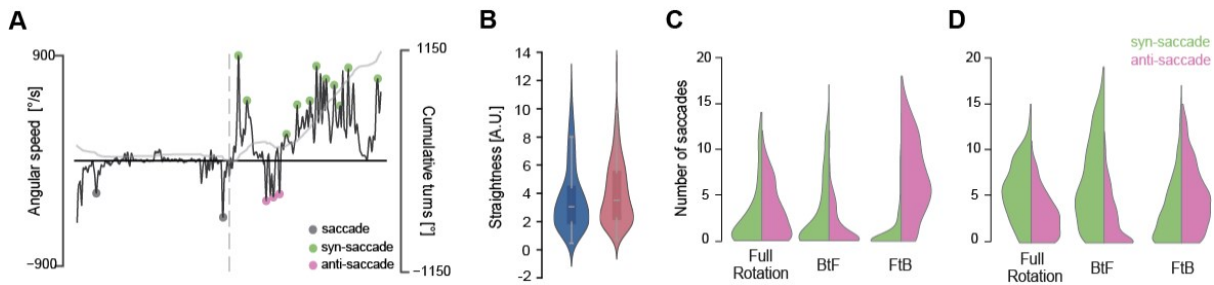 A
900
Angular speed [°/s]
−900
1150
Cumulative turns [°]
−1150
saccade
syn-saccade
anti-saccade
B
Straightness [A.U.]
14
12
10
8
6
4
2
0
-2
C
Number of saccades
20
15
10
5
0
Full
Rotation
BtF
FtB
D
syn-saccade
anti-saccade
20
15
10
5
0
Full
Rotation
BtF
FtB